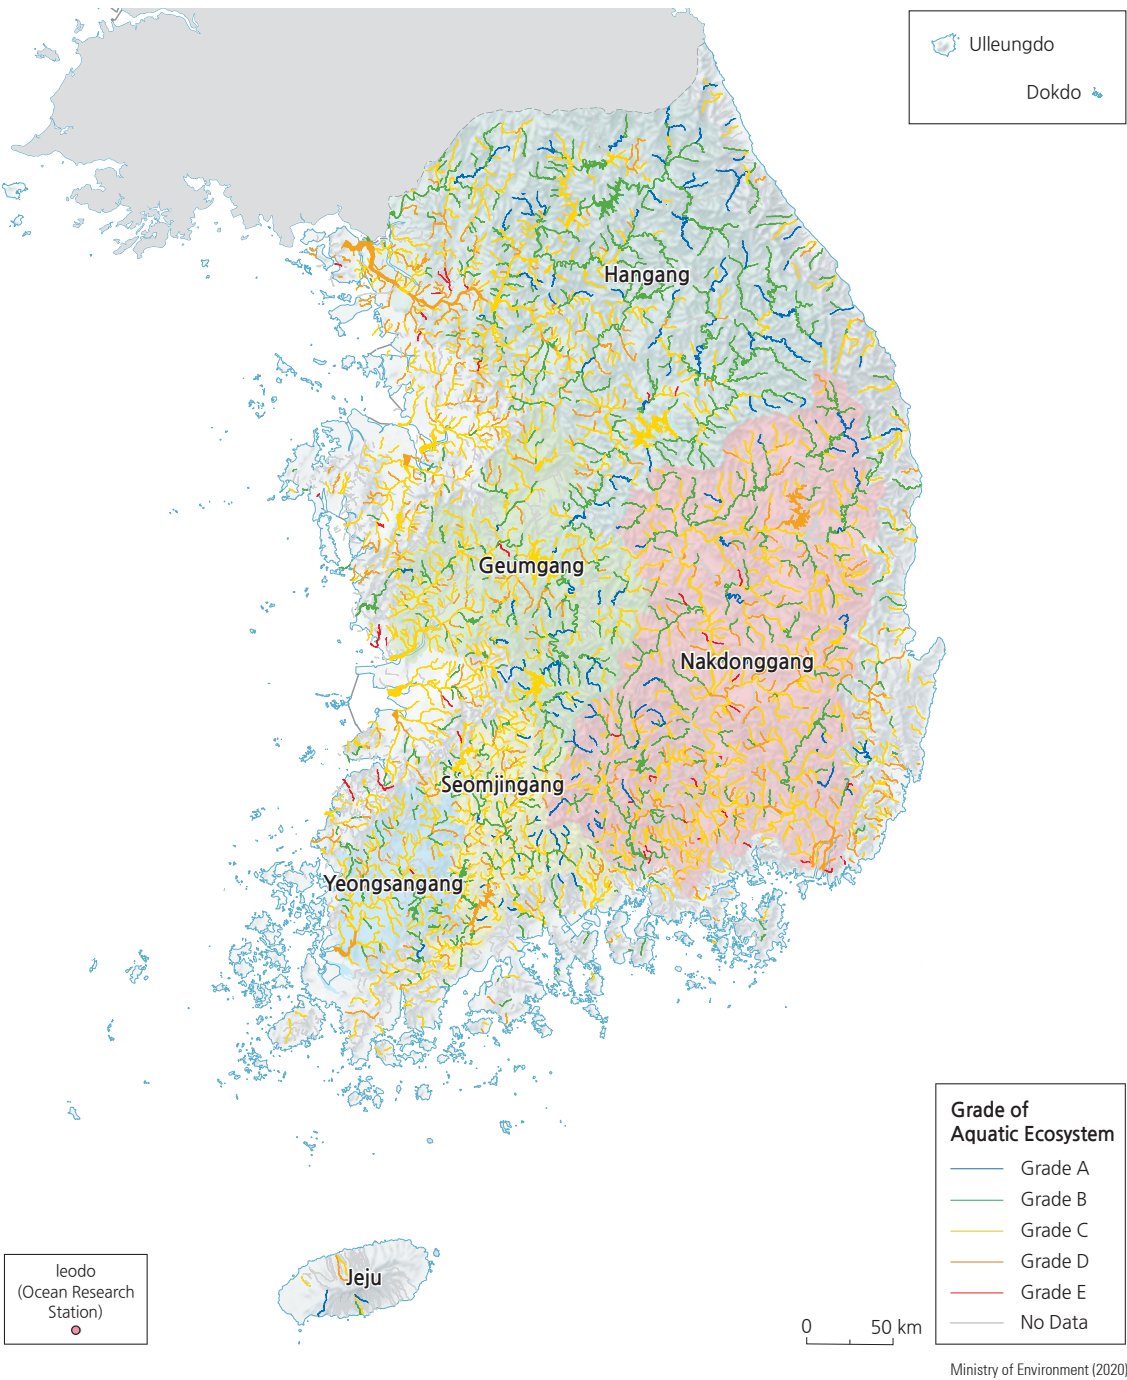 Ulleungdo
Dokdo
Hangang
Geumgang
Nakdonggang
Seomjingang
Yeongsangang
Grade of
Aquatic Ecosystem
Grade A
Grade B
Grade C
Grade D
Grade E
No Data
Ieodo
(Ocean Research
Station)
Jeju
0 50 km
Ministry of Environment (2020)